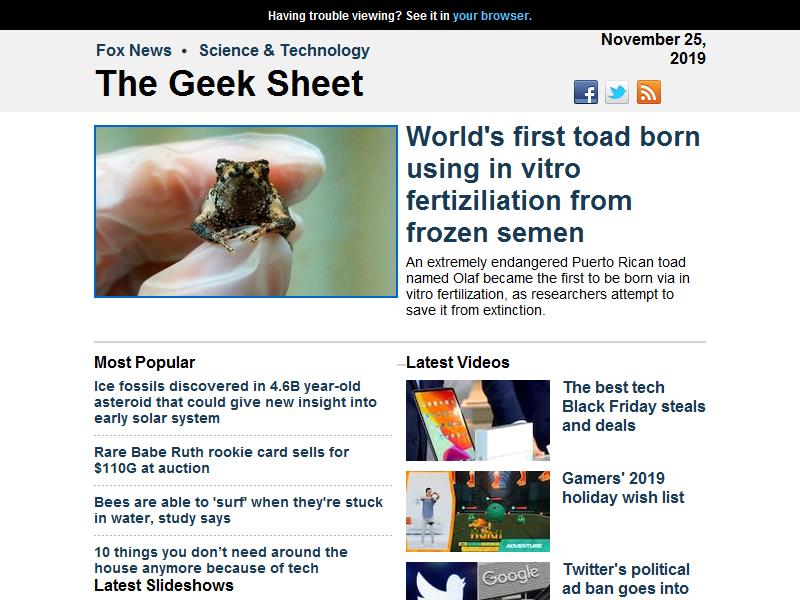 Having trouble viewing? See it in your browser.
Fox News • Science & Technology
The Geek Sheet
November 25,
2019
World's first toad born
using in vitro
fertiziliation from
frozen semen
An extremely endangered Puerto Rican toad
named Olaf became the first to be born via in
vitro fertilization, as researchers attempt to
save it from extinction.
Most Popular
Ice fossils discovered in 4.6B year-old
asteroid that could give new insight into
early solar system
Rare Babe Ruth rookie card sells for
$110G at auction
Bees are able to 'surf' when they're stuck
in water, study says
10 things you don’t need around the
house anymore because of tech
Latest Slideshows
Latest Videos
The best tech
Black Friday steals
and deals
Hold!
ADVENTURE
Gamers' 2019
holiday wish list
Google
Twitter's political
ad ban goes into